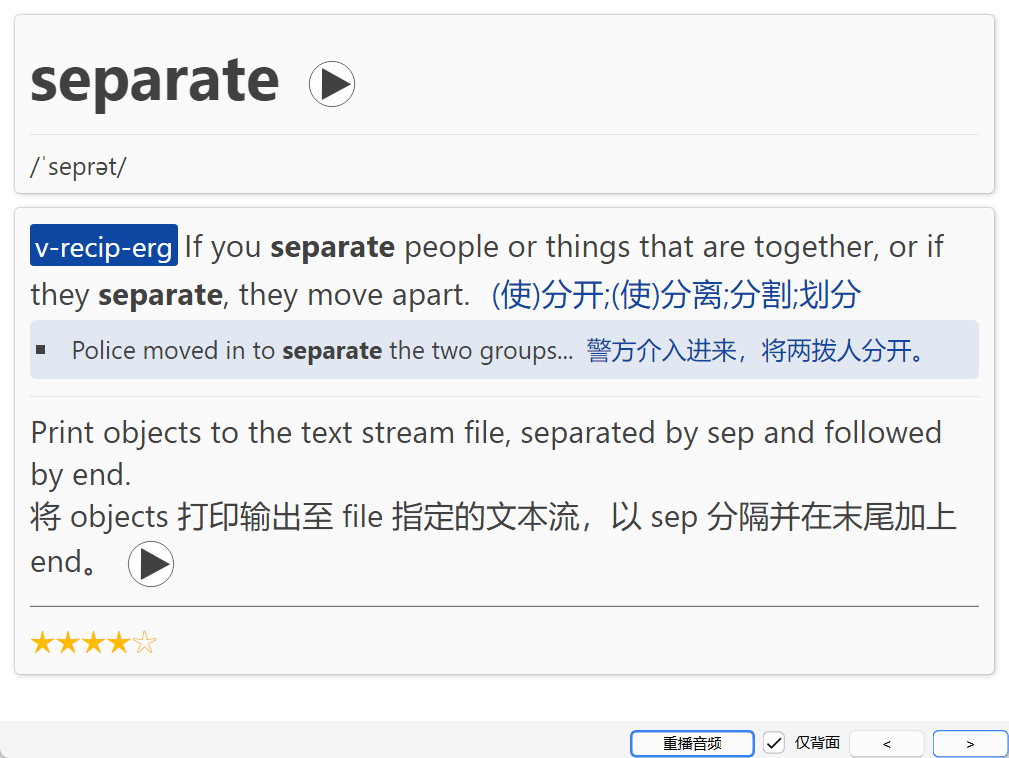 separate
/ˈseprət/
v-recip-erg If you separate people or things that are together, or if
they separate, they move apart. (使)分开;(使)分离;分割;划分
▪ Police moved in to separate the two groups... 警方介入进来，将两拨人分开。
Print objects to the text stream file, separated by sep and followed
by end.
将 objects 打印输出至 file 指定的文本流，以 sep 分隔并在末尾加上
end。
★★★★☆
重播音频 ✓ 仅背面 < >